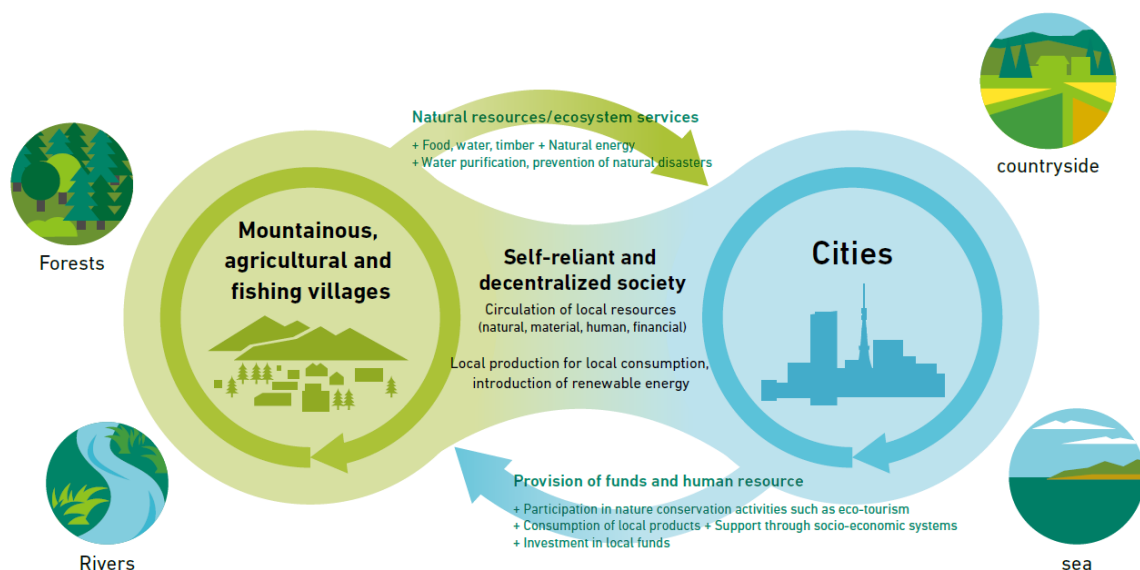 Natural resources/ecosystem services
+ Food, water, timber + Natural energy
+ Water purification, prevention of natural disasters
countryside
Forests
Mountainous,
agricultural and
fishing villages
Self-reliant and
decentralized society
Circulation of local resources
(natural, material, human, financial)
Local production for local consumption,
introduction of renewable energy
Cities
Provision of funds and human resource
+ Participation in nature conservation activities such as eco-tourism
+ Consumption of local products + Support through socio-economic systems
+ Investment in local funds
Rivers
sea